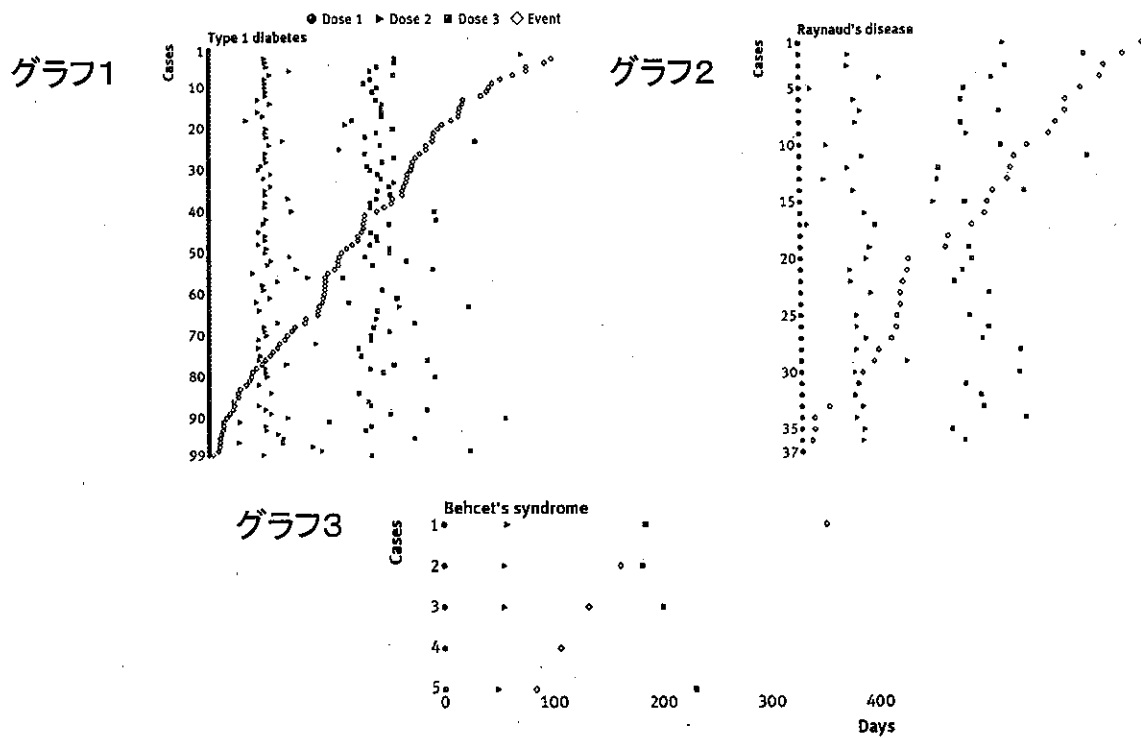 ● Dose 1 ▶ Dose 2 ■ Dose 3 ◇ Event
グラフ1
Type 1 diabetes
Cases
1
10
20
30
40
50
60
70
80
90
99
グラフ2
Raynaud's disease
Cases
1
5
10
15
20
25
30
35
37
グラフ3
Behcet's syndrome
Cases
1
2
3
4
5
0 100 200 300 400
Days